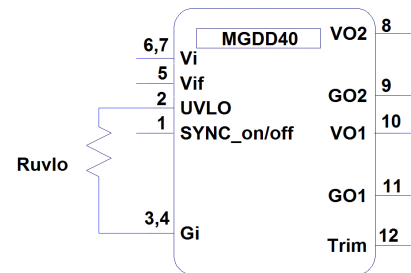 MGDD40
VO2 8
6,7 Vi
5 Vif
GO2 9
2 UVLO
10
1 SYNC_on/off VO1
Ruvlo
GO1 11
3,4 Gi
Trim 12